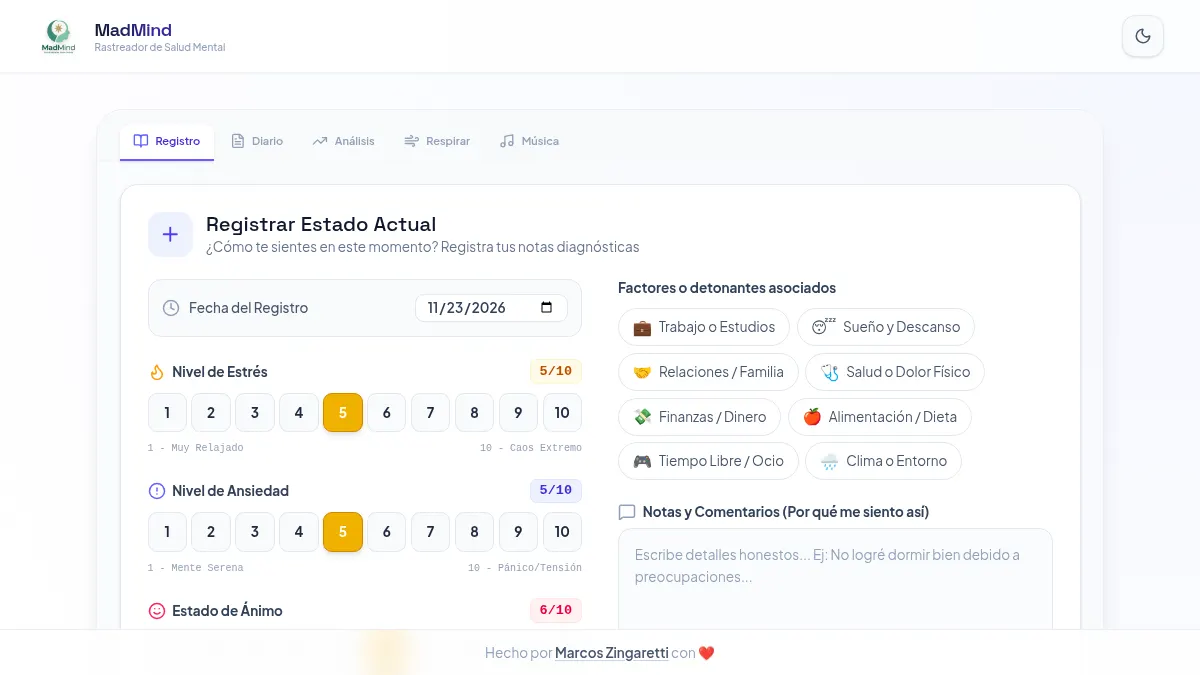 MadMind
MadMind
Rastreador de Salud Mental
Registro
Diario
Análisis
Respirar
Música
Registrar Estado Actual
¿Cómo te sientes en este momento? Registra tus notas diagnósticas
Fecha del Registro
11/23/2026
Nivel de Estrés
5/10
1 2 3 4 5 6 7 8 9 10
1 - Muy Relajado
10 - Caos Extremo
Nivel de Ansiedad
5/10
1 2 3 4 5 6 7 8 9 10
1 - Mente Serena
10 - Pánico/Tensión
Estado de Ánimo
6/10
Factores o detonantes asociados
💼 Trabajo o Estudios
😴 Sueño y Descanso
🤝 Relaciones / Familia
🩺 Salud o Dolor Físico
💸 Finanzas / Dinero
🍎 Alimentación / Dieta
🎮 Tiempo Libre / Ocio
🌧️ Clima o Entorno
Notas y Comentarios (Por qué me siento así)
Escribe detalles honestos... Ej: No logré dormir bien debido a
preocupaciones...
Hecho por Marcos Zingaretti con ❤️